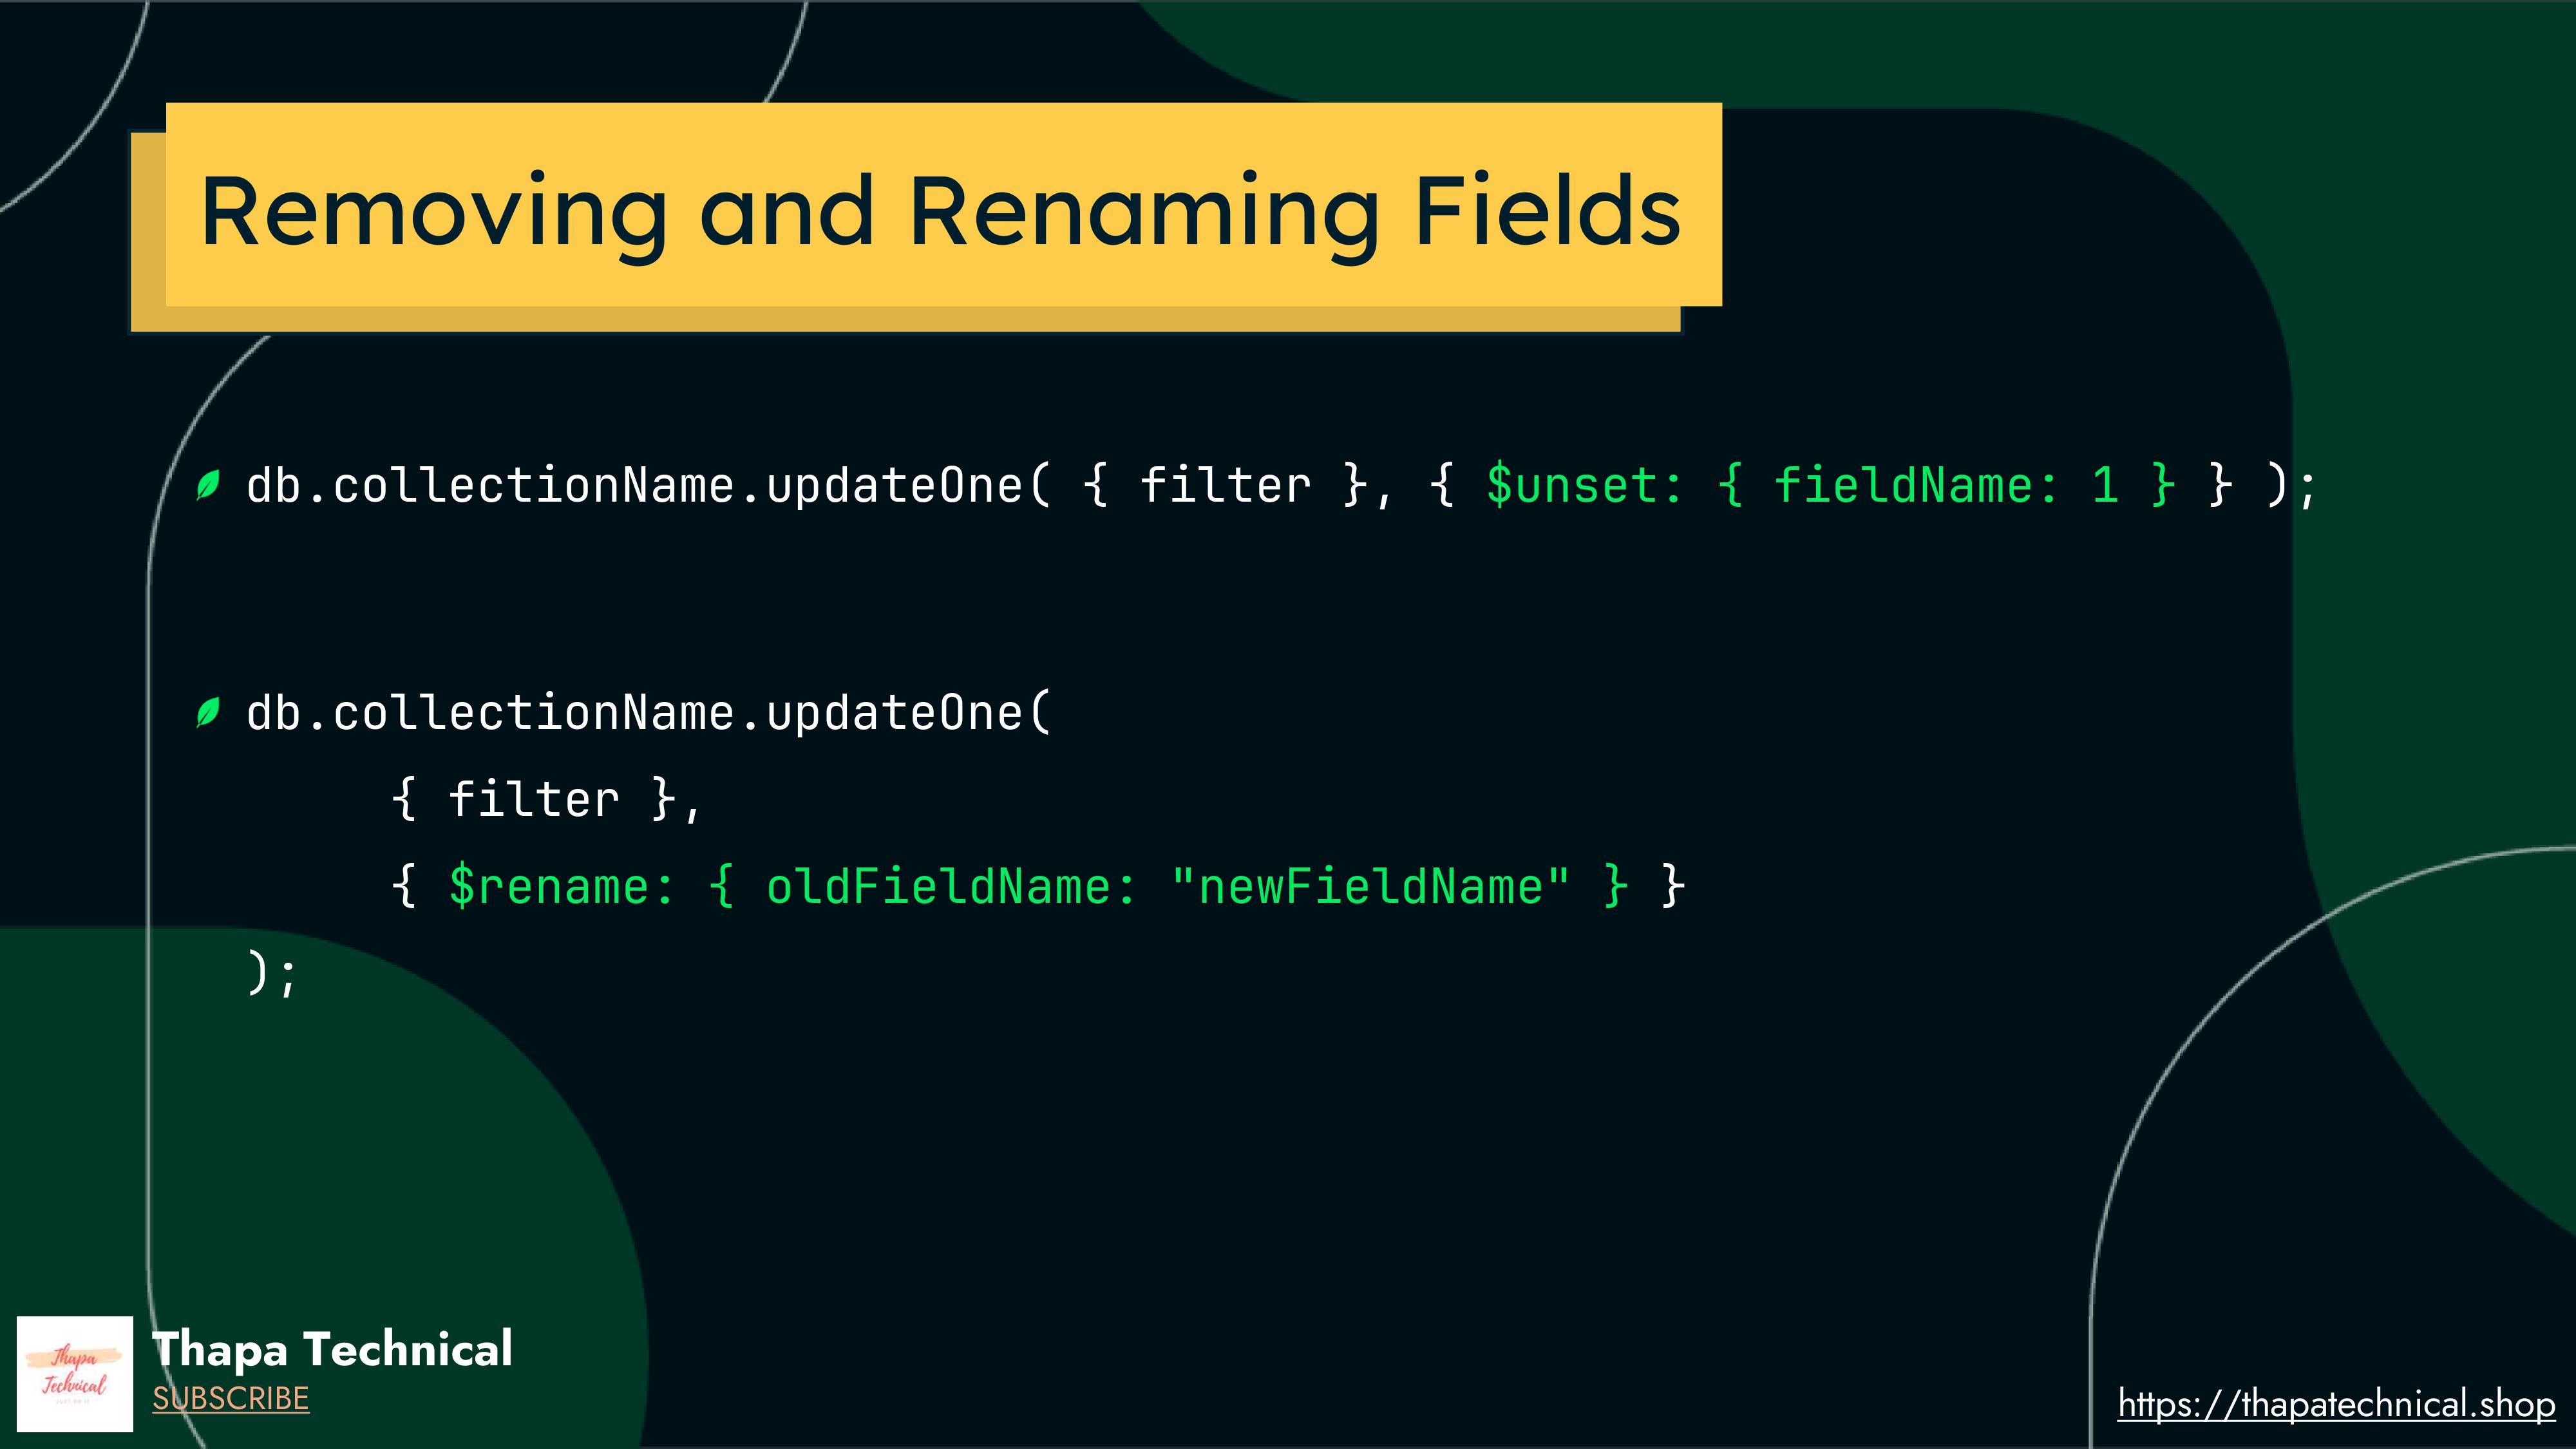 Removing and Renaming Fields
db.collectionName.updateOne( { filter }, { $unset: { fieldName: 1 } } );
db.collectionName.updateOne(
{ filter },
{ $rename: { oldFieldName: "newFieldName" } }
);
Thapa
Technical
Thapa Technical
SUBSCRIBE
https://thapatechnical.shop